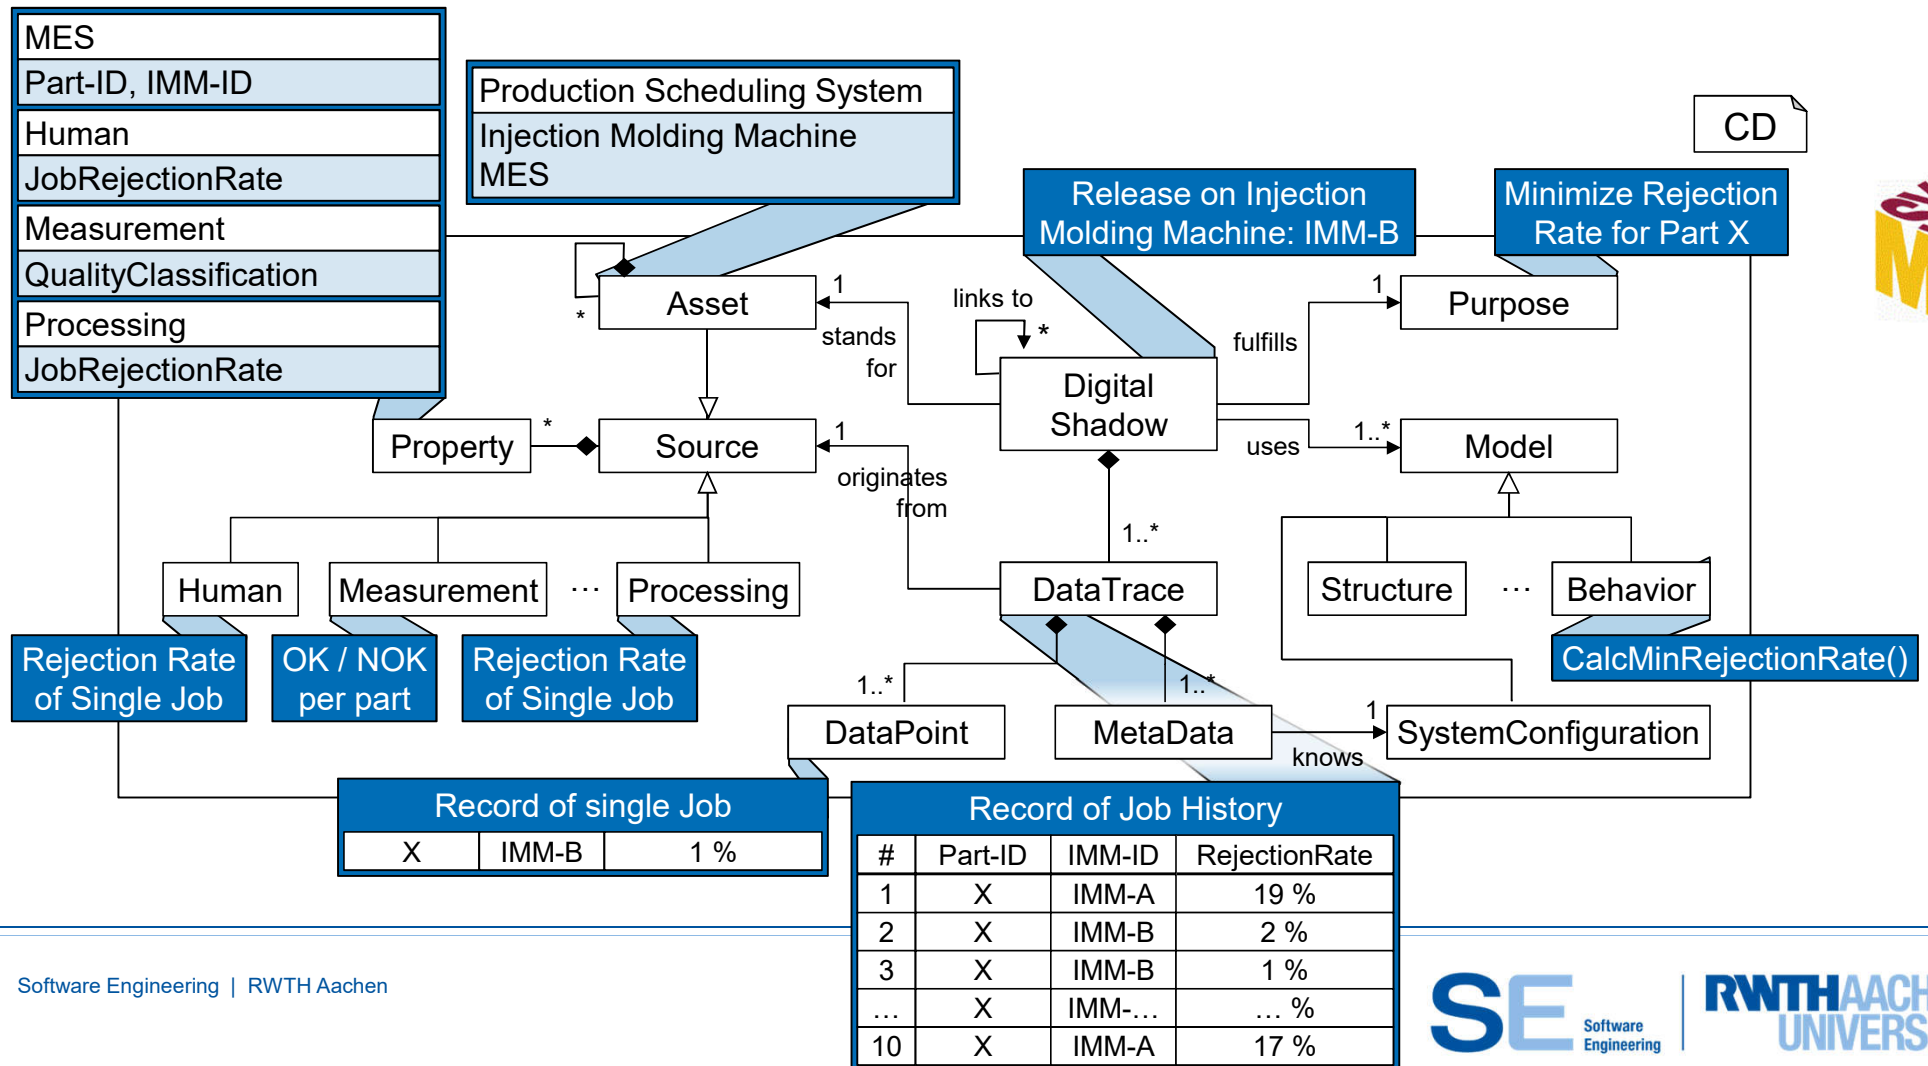 MES
Part-ID, IMM-ID
Human
JobRejectionRate
Measurement
QualityClassification
Processing
JobRejectionRate
Production Scheduling System
Injection Molding Machine
MES
CD
Release on Injection
Molding Machine: IMM-B
Minimize Rejection
Rate for Part X
Asset
1
*
stands
for
links to
*
Digital
Shadow
fulfills
1
Purpose
Property
*
Source
1
originates
from
uses
1..*
Model
1..*
Human
Measurement
...
Processing
DataTrace
Structure
...
Behavior
Rejection Rate
of Single Job
OK / NOK
per part
Rejection Rate
of Single Job
CalcMinRejectionRate()
1..*
1..*
DataPoint
MetaData
1
knows
SystemConfiguration
Record of single Job
X IMM-B 1 %
Record of Job History
# Part-ID IMM-ID RejectionRate
1 X IMM-A 19 %
2 X IMM-B 2 %
3 X IMM-B 1 %
... X IMM-... ... %
10 X IMM-A 17 %
Software Engineering | RWTH Aachen
SE Software
Engineering
RWTHAACH
UNIVERS